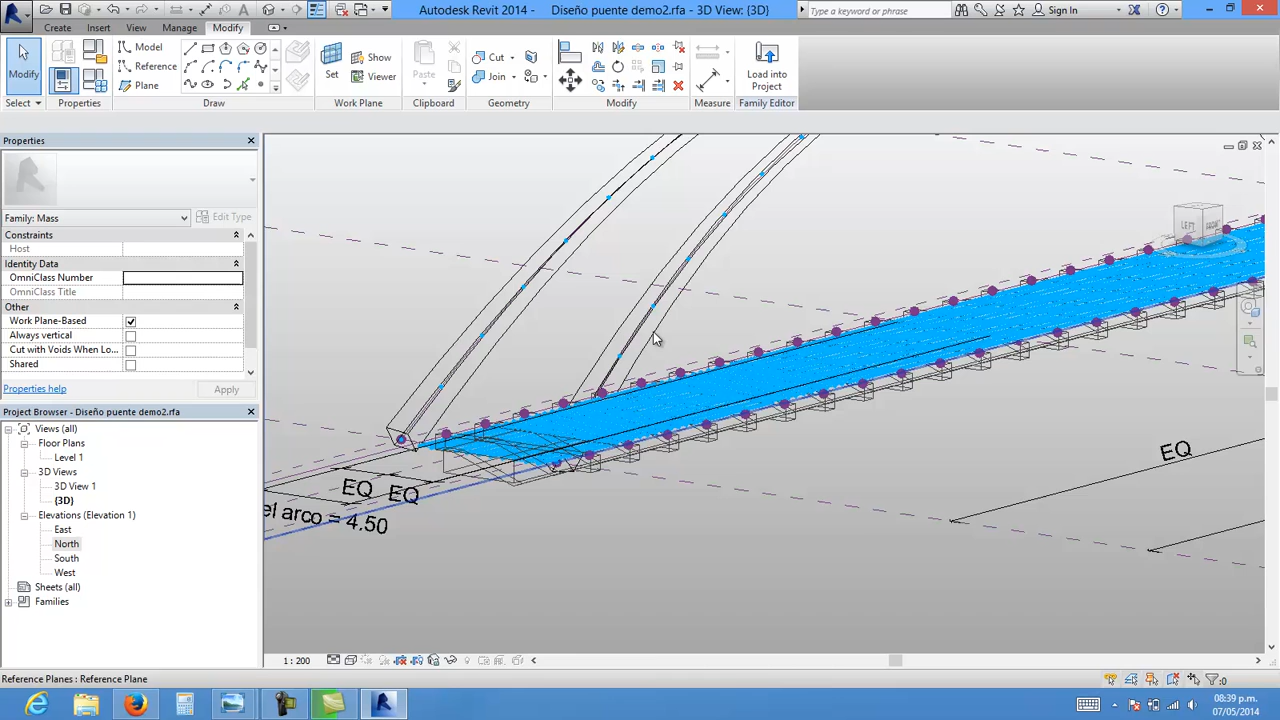 Autodesk Revit 2014 - Diseño puente demo2.rfa - 3D View: {3D}
Type a keyword or phrase
Sign In
Create Insert View Manage Modify
Modify
Select
Properties
Model
Reference
Plane
Draw
Set
Show
Viewer
Work Plane
Paste
Clipboard
Cut
Join
Geometry
Modify
Measure
Load into
Project
Family Editor
Properties
Family: Mass
Edit Type
Constraints
Host
Identity Data
OmniClass Number
OmniClass Title
Other
Work Plane-Based
Always vertical
Cut with Voids When Lo...
Shared
Properties help
Apply
Project Browser - Diseño puente demo2.rfa
Views (all)
Floor Plans
Level 1
3D Views
3D View 1
{3D}
Elevations (Elevation 1)
East
North
South
West
Sheets (all)
Families
LEFT
FRONT
EQ
EQ EQ
el arco = 4.50
1 : 200
:0
Reference Planes : Reference Plane
08:39 p.m.
07/05/2014